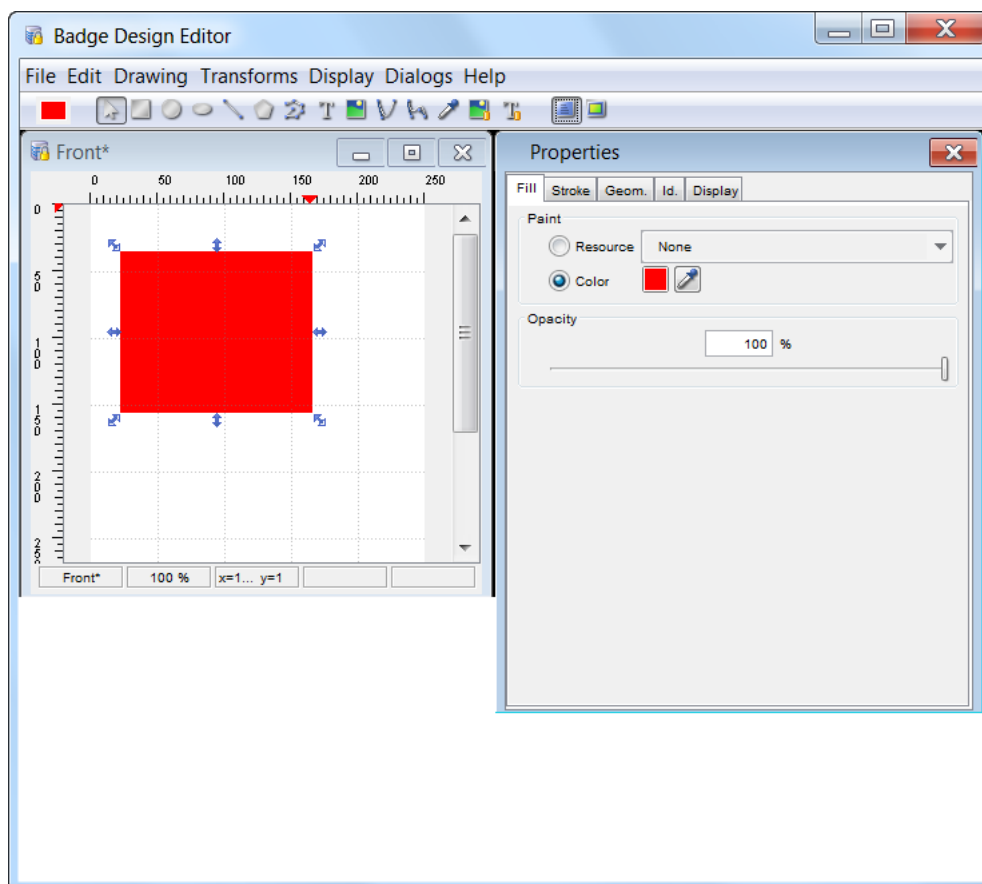 Badge Design Editor
File Edit Drawing Transforms Display Dialogs Help
T T
Front*
0 50 100 150 200 250
0
50
100
150
200
Front* 100 % x=1... y=1
Properties
Fill Stroke Geom. Id. Display
Paint
Resource None
Color
Opacity
100 %